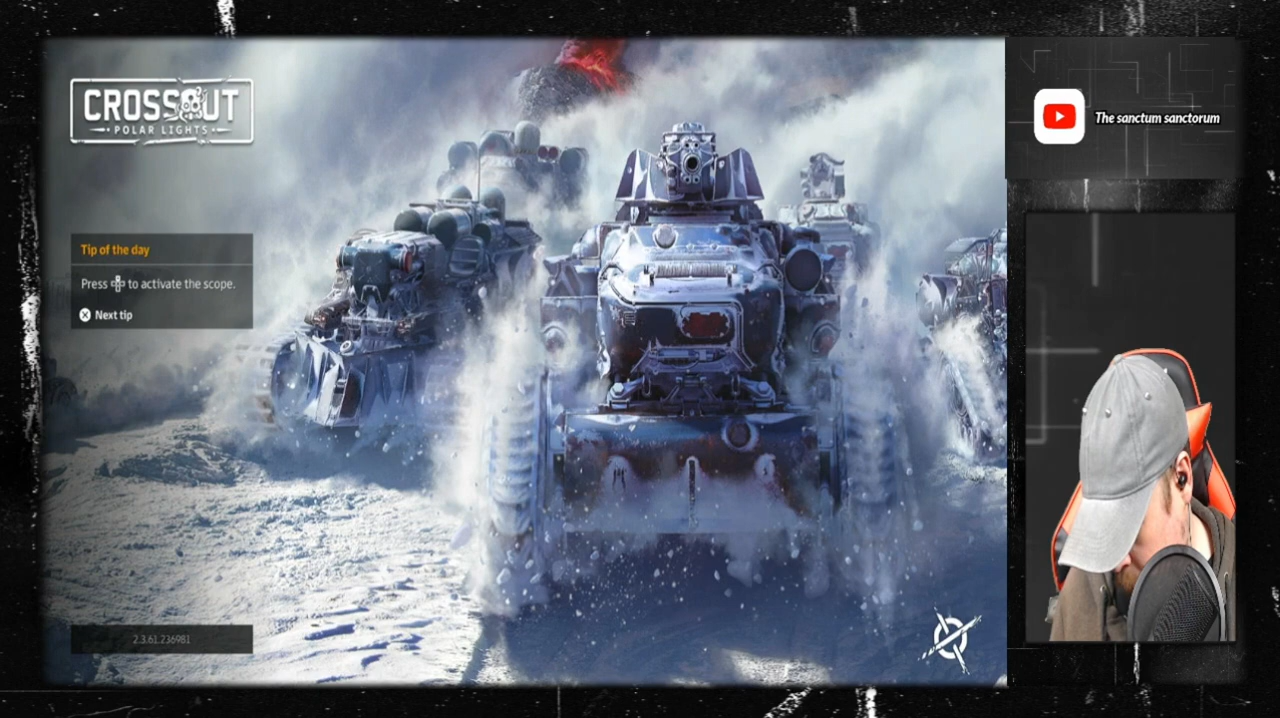 CROSSOUT
POLAR LIGHTS
The sanctum sanctorum
Tip of the day
Press to activate the scope.
Next tip
2.3.61.236981